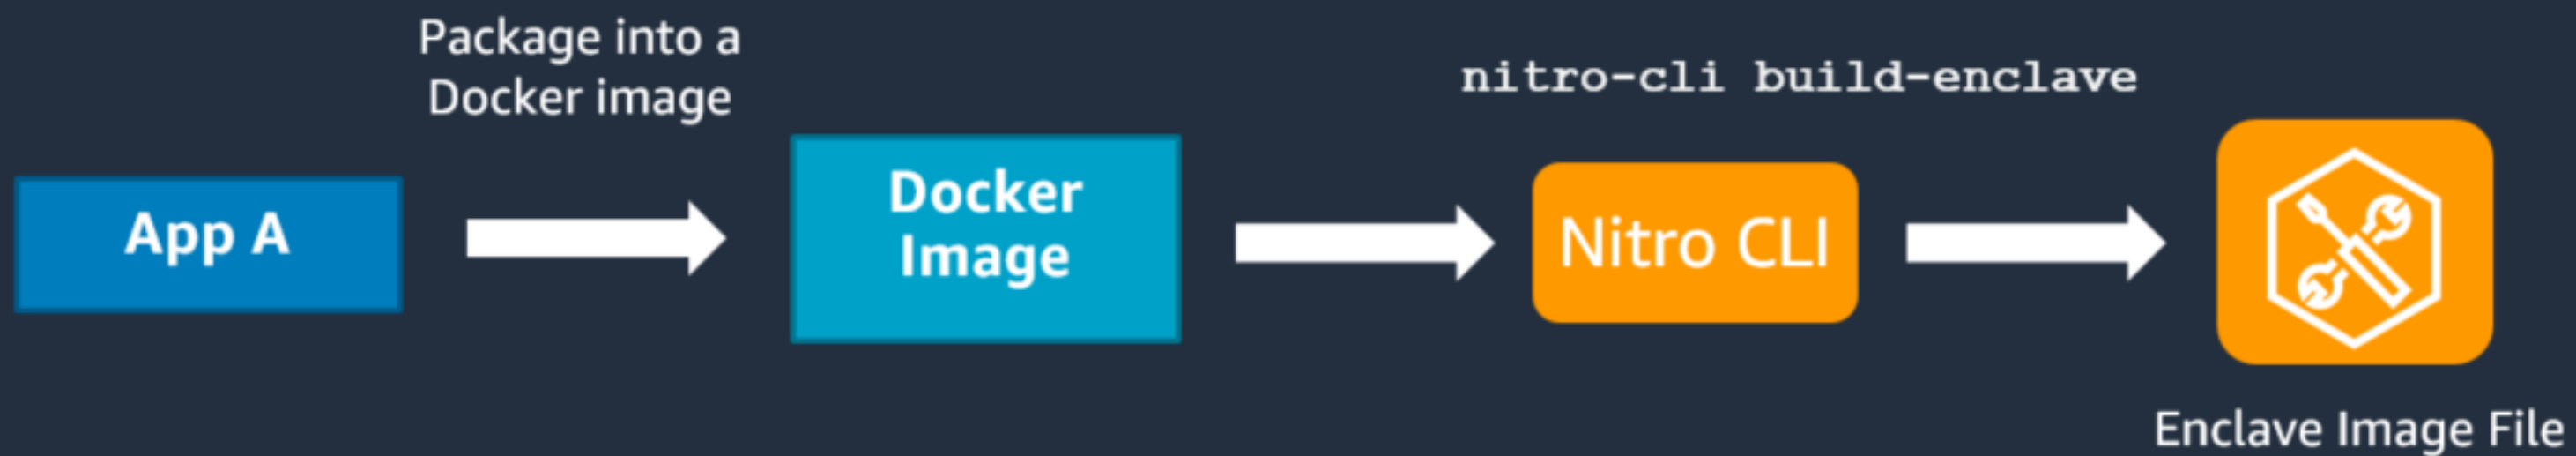 Package into a
Docker image
nitro-cli build-enclave
App A
Docker
Image
Nitro CLI
Enclave Image File